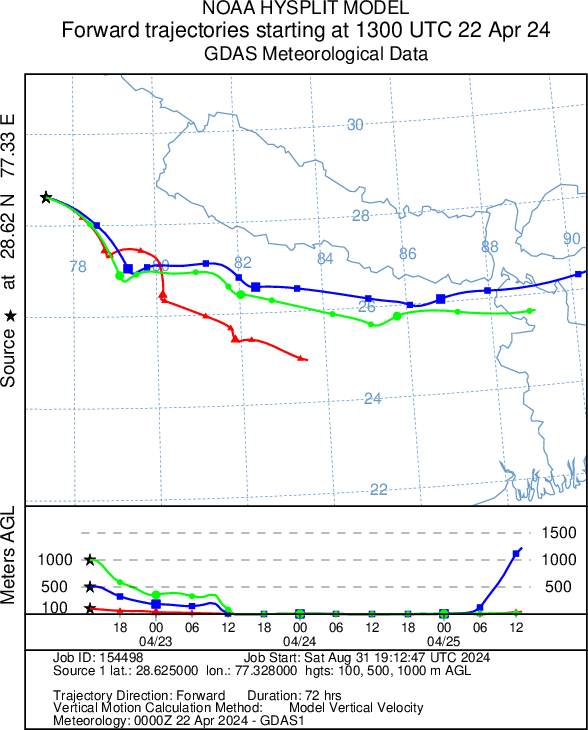 NOAA HYSPLIT MODEL
Forward trajectories starting at 1300 UTC 22 Apr 24
GDAS Meteorological Data
Source ★ at 28.62 N 77.33 E
30
28
78
80
82
84
86
88
90
26
24
22
Meters AGL
1500
1000
1000
500
500
100
18 00 06 12 18 00 06 12 18 00 06 12
04/23 04/24 04/25
Job ID: 154498 Job Start: Sat Aug 31 19:12:47 UTC 2024
Source 1 lat.: 28.625000 lon.: 77.328000 hgts: 100, 500, 1000 m AGL
Trajectory Direction: Forward Duration: 72 hrs
Vertical Motion Calculation Method: Model Vertical Velocity
Meteorology: 0000Z 22 Apr 2024 - GDAS1